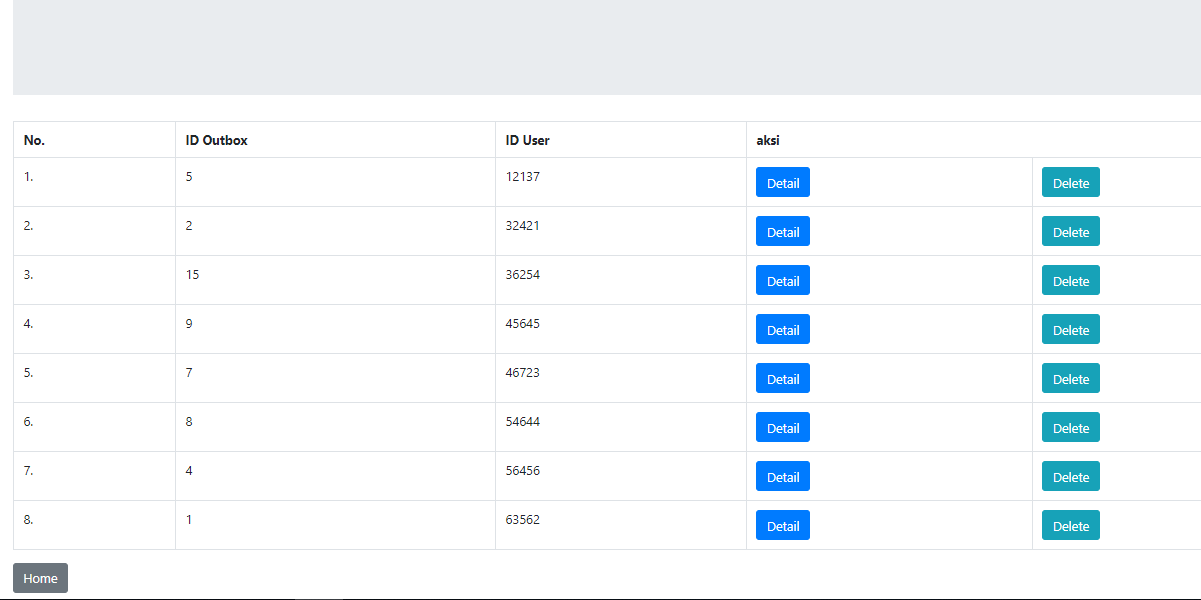 No. ID Outbox ID User aksi
1. 5 12137 Detail Delete
2. 2 32421 Detail Delete
3. 15 36254 Detail Delete
4. 9 45645 Detail Delete
5. 7 46723 Detail Delete
6. 8 54644 Detail Delete
7. 4 56456 Detail Delete
8. 1 63562 Detail Delete
Home